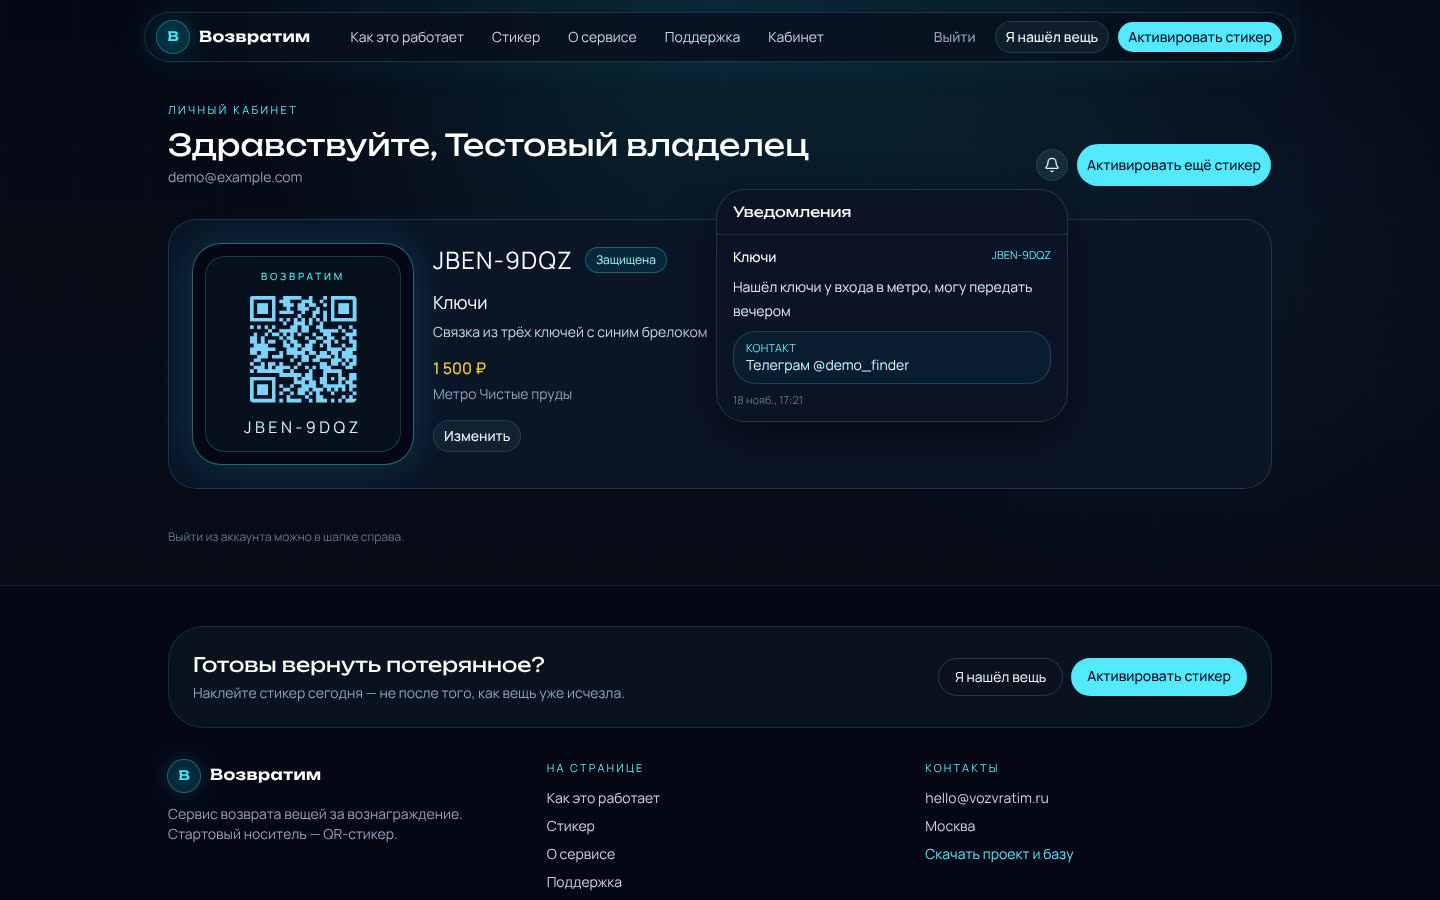 В Возвратим Как это работает Стикер О сервисе Поддержка Кабинет Выйти Я нашёл вещь Активировать стикер
ЛИЧНЫЙ КАБИНЕТ
Здравствуйте, Тестовый владелец
demo@example.com
Активировать ещё стикер
ВОЗВРАТИМ
JBEN-9DQZ
JBEN-9DQZ Защищена
Ключи
Связка из трёх ключей с синим брелоком
1 500 ₽
Метро Чистые пруды
Изменить
Уведомления
Ключи JBEN-9DQZ
Нашёл ключи у входа в метро, могу передать
вечером
КОНТАКТ
Телеграм @demo_finder
18 нояб., 17:21
Выйти из аккаунта можно в шапке справа.
Готовы вернуть потерянное?
Наклейте стикер сегодня — не после того, как вещь уже исчезла.
Я нашёл вещь Активировать стикер
В Возвратим
Сервис возврата вещей за вознаграждение.
Стартовый носитель — QR-стикер.
НА СТРАНИЦЕ
Как это работает
Стикер
О сервисе
Поддержка
КОНТАКТЫ
hello@vozvratim.ru
Москва
Скачать проект и базу